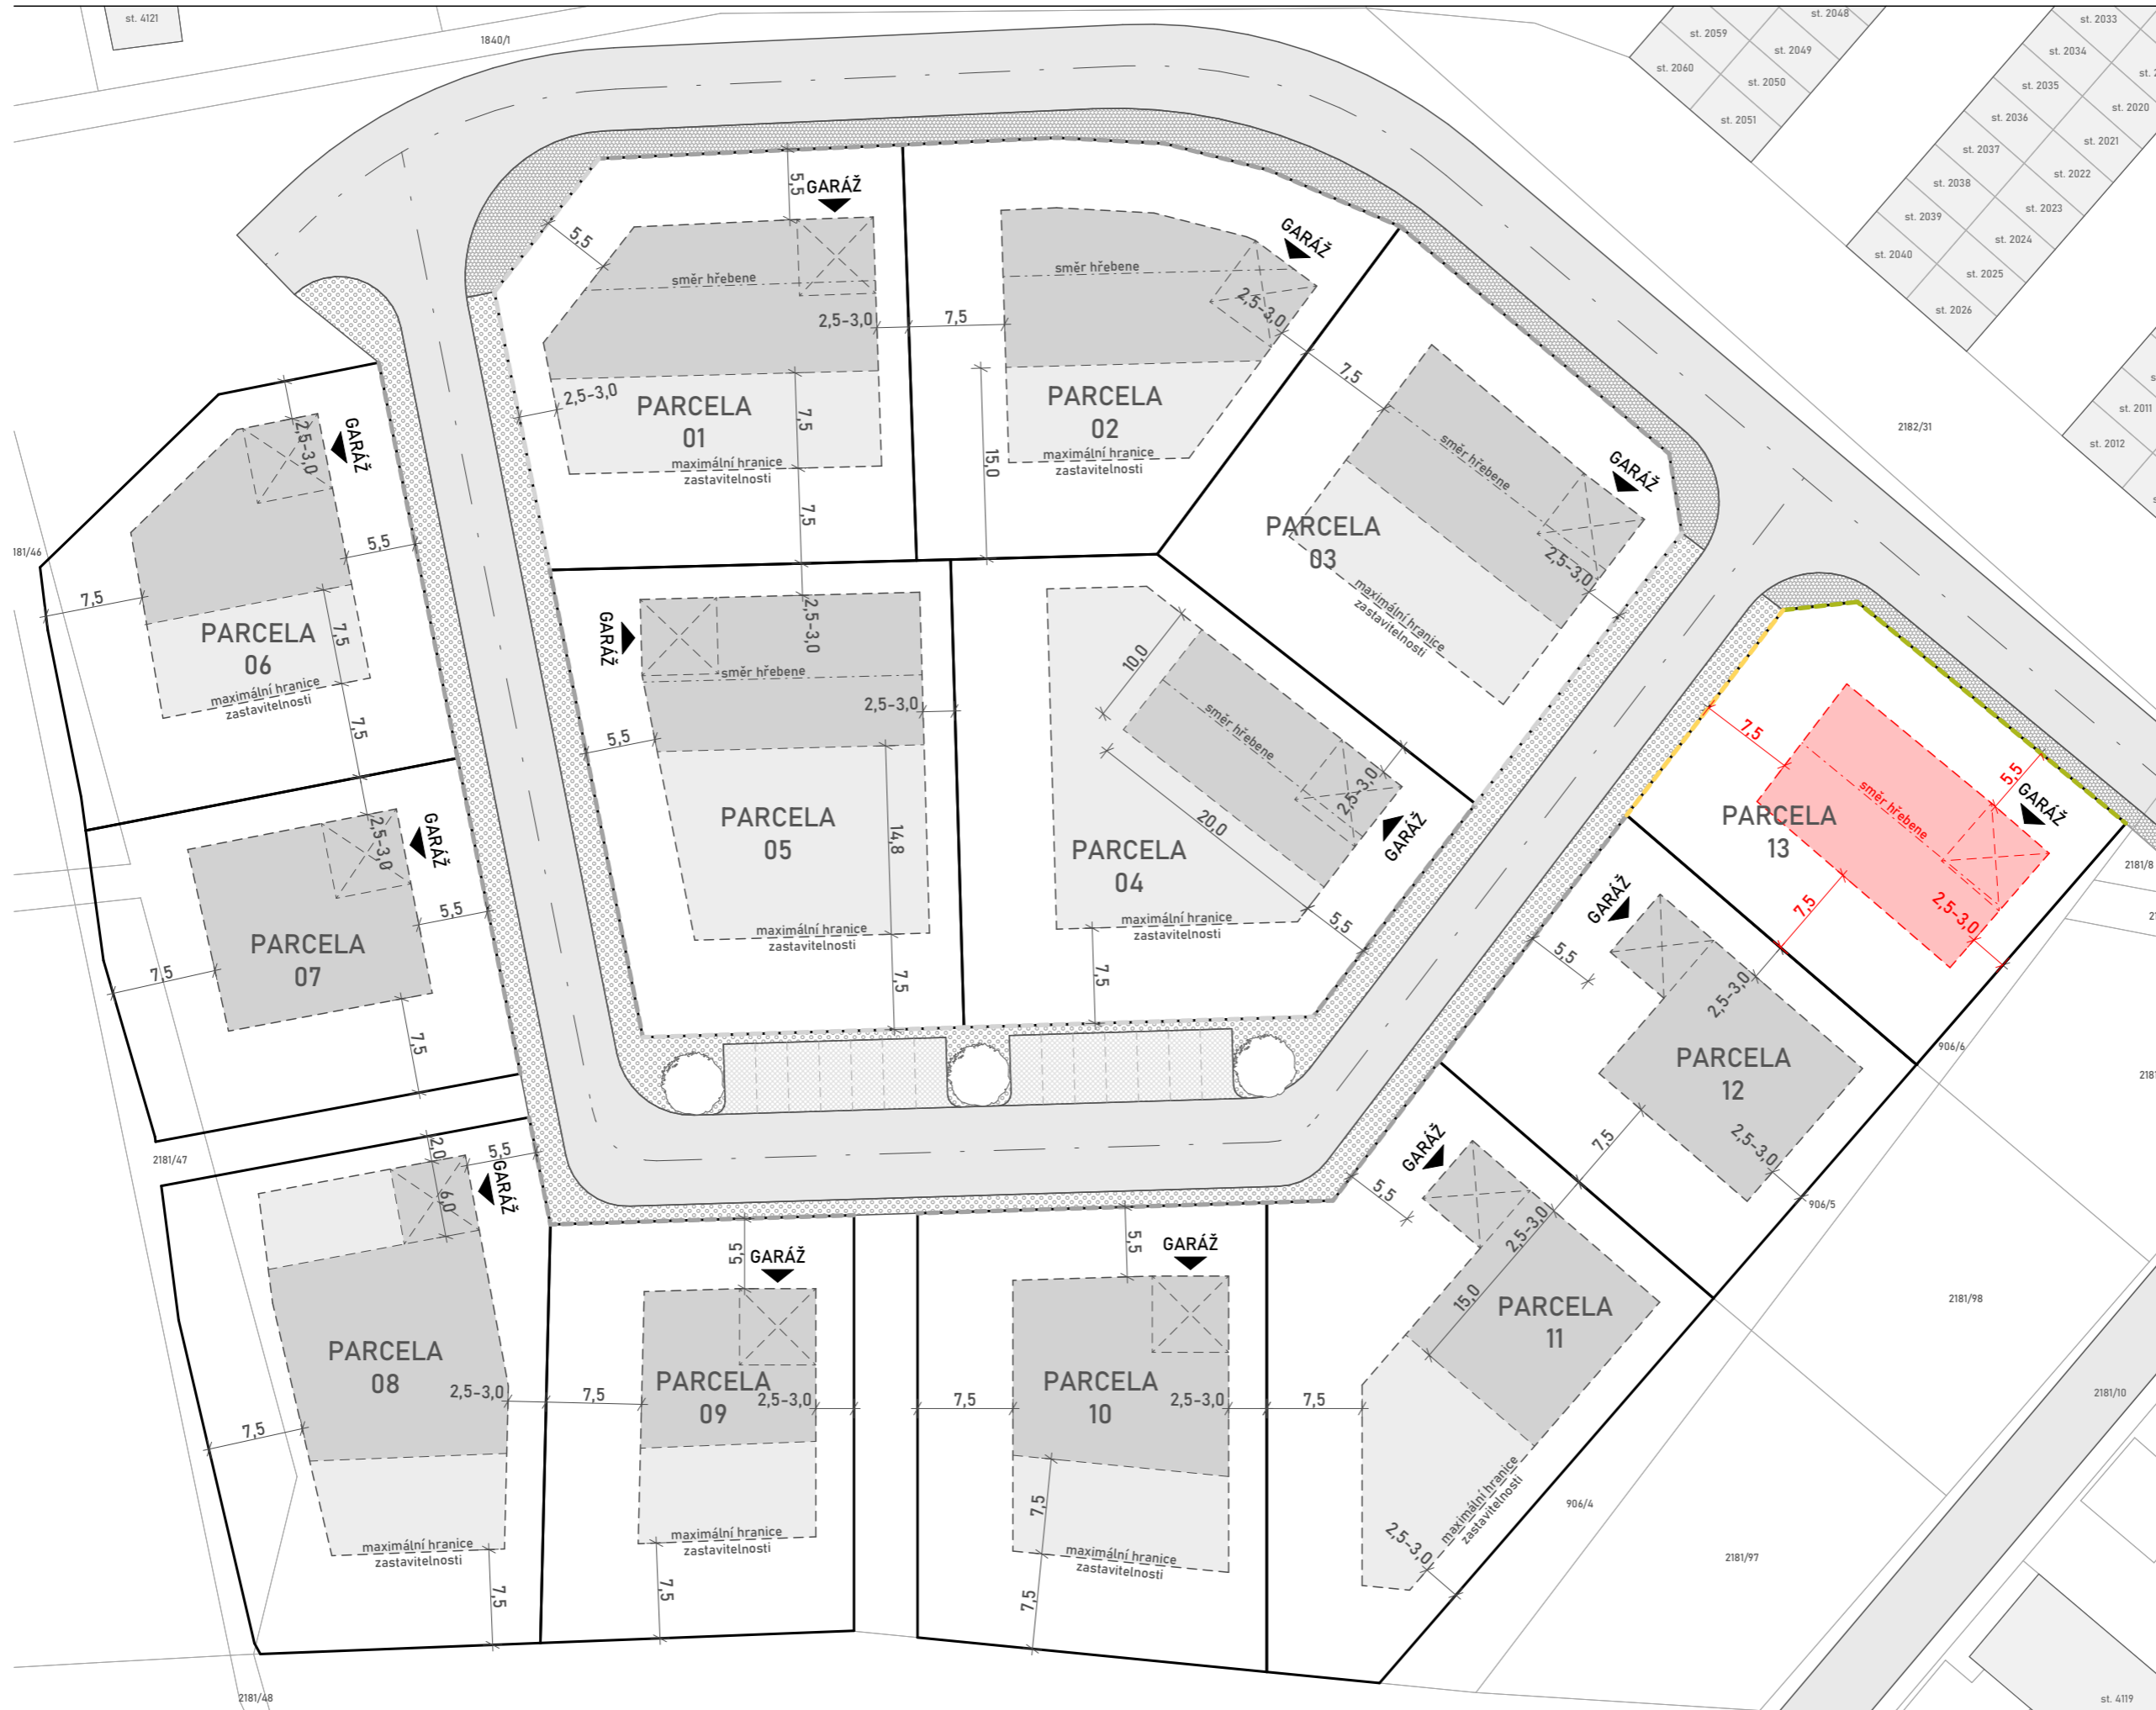 st. 4121
1840/1
st. 2059
st. 2060
st. 2048
st. 2049
st. 2050
st. 2051
st. 2033
st. 2034
st. 2035
st. 2036
st. 2037
st. 2038
st. 2039
st. 2040
st. 2020
st. 2021
st. 2022
st. 2023
st. 2024
st. 2025
st. 2026
st. 2011
st. 2012
2182/31
5,5
GARÁŽ
5,5
směr hřebene
2,5-3,0
2,5-3,0
PARCELA
01
7,5
maximální hranice
zastavitelnosti
7,5
GARÁŽ
směr hřebene
2,5-3,0
7,5
PARCELA
02
15,0
maximální hranice
zastavitelnosti
7,5
směr hřebene
GARÁŽ
PARCELA
03
2,5-3,0
maximální hranice
zastavitelnosti
GARÁŽ
2,5-3,0
181/46
5,5
7,5
PARCELA
06
7,5
maximální hranice
zastavitelnosti
7,5
GARÁŽ
2,5-3,0
směr hřebene
2,5-3,0
5,5
PARCELA
05
14,8
maximální hranice
zastavitelnosti
7,5
10,0
směr hřebene
2,5-3,0
20,0
GARÁŽ
PARCELA
04
maximální hranice
zastavitelnosti
5,5
7,5
7,5
5,5
směr hřebene
GARÁŽ
PARCELA
13
7,5
2,5-3,0
2181/8
GARÁŽ
2,5-3,0
5,5
PARCELA
07
7,5
7,5
GARÁŽ
5,5
2,5-3,0
PARCELA
12
7,5
2,5-3,0
906/6
906/5
2181/47
2,0
5,5
GARÁŽ
6,0
PARCELA
08
2,5-3,0
7,5
maximální hranice
zastavitelnosti
7,5
5,5
GARÁŽ
7,5
PARCELA
09
2,5-3,0
maximální hranice
zastavitelnosti
7,5
5,5
GARÁŽ
PARCELA
10
7,5
2,5-3,0
7,5
maximální hranice
zastavitelnosti
7,5
GARÁŽ
5,5
2,5-3,0
15,0
PARCELA
11
7,5
maximální hranice
zastavitelnosti
2,5-3,0
906/4
2181/98
2181/97
2181/10
2181/48
st. 4119